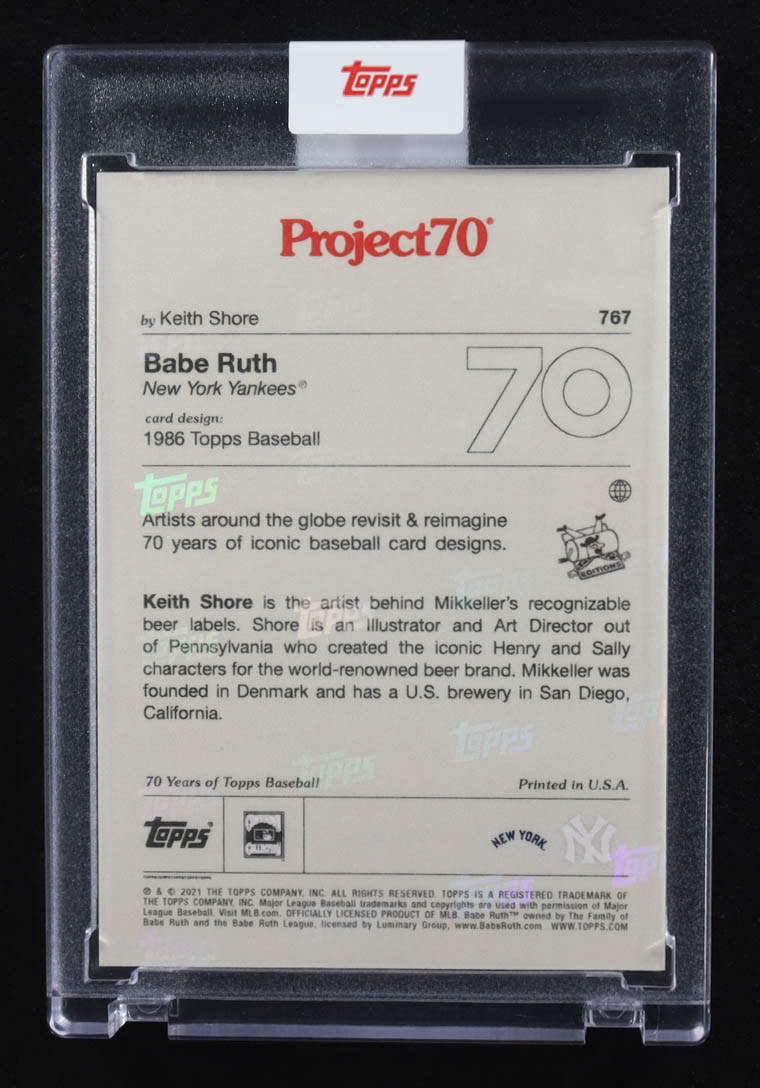 Topps
Project70®
by Keith Shore 767
Babe Ruth
New York Yankees®
card design:
1986 Topps Baseball
70
Topps
Artists around the globe revisit & reimagine
70 years of iconic baseball card designs.
EDITIONS
Keith Shore is the artist behind Mikkeller's recognizable
beer labels. Shore is an Illustrator and Art Director out
of Pennsylvania who created the iconic Henry and Sally
characters for the world-renowned beer brand. Mikkeller was
founded in Denmark and has a U.S. brewery in San Diego,
California.
Topps
Topps
Topps
70 Years of Topps Baseball Printed in U.S.A.
Topps®
NEW YORK
NY
® & © 2021 THE TOPPS COMPANY, INC. ALL RIGHTS RESERVED. TOPPS IS A REGISTERED TRADEMARK OF
THE TOPPS COMPANY, INC. Major League Baseball trademarks and copyrights are used with permission of Major
League Baseball. Visit MLB.com. OFFICIALLY LICENSED PRODUCT OF MLB. Babe Ruth™ owned by The Family of
Babe Ruth and the Babe Ruth League, licensed by Luminary Group, www.BabeRuth.com WWW.TOPPS.COM